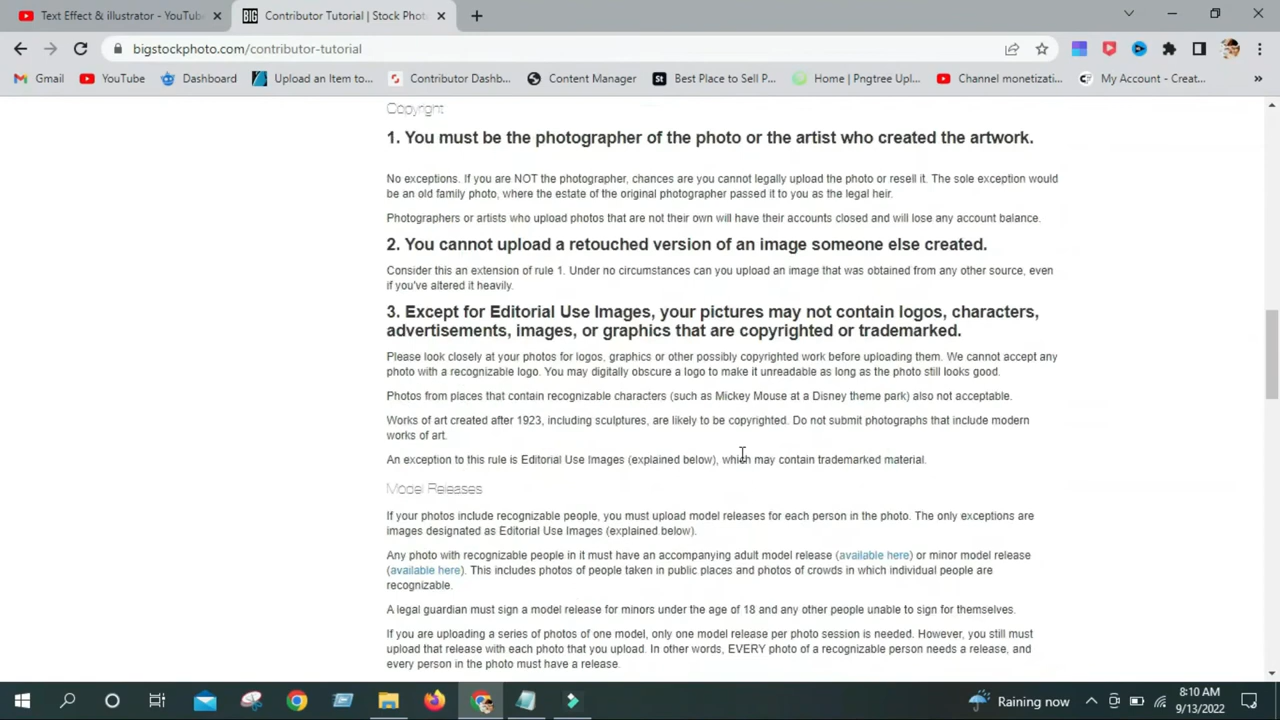 Text Effect & illustrator - YouTube
Contributor Tutorial | Stock Phot
bigstockphoto.com/contributor-tutorial
Gmail
YouTube
Dashboard
Upload an Item to...
Contributor Dashb...
Content Manager
St
Best Place to Sell P...
Home | Pngtree Upl...
Channel monetizati...
My Account - Creat...
Copyright
1. You must be the photographer of the photo or the artist who created the artwork.
No exceptions. If you are NOT the photographer, chances are you cannot legally upload the photo or resell it. The sole exception would
be an old family photo, where the estate of the original photographer passed it to you as the legal heir.
Photographers or artists who upload photos that are not their own will have their accounts closed and will lose any account balance.
2. You cannot upload a retouched version of an image someone else created.
Consider this an extension of rule 1. Under no circumstances can you upload an image that was obtained from any other source, even
if you've altered it heavily.
3. Except for Editorial Use Images, your pictures may not contain logos, characters,
advertisements, images, or graphics that are copyrighted or trademarked.
Please look closely at your photos for logos, graphics or other possibly copyrighted work before uploading them. We cannot accept any
photo with a recognizable logo. You may digitally obscure a logo to make it unreadable as long as the photo still looks good.
Photos from places that contain recognizable characters (such as Mickey Mouse at a Disney theme park) also not acceptable.
Works of art created after 1923, including sculptures, are likely to be copyrighted. Do not submit photographs that include modern
works of art.
An exception to this rule is Editorial Use Images (explained below), which may contain trademarked material.
Model Releases
If your photos include recognizable people, you must upload model releases for each person in the photo. The only exceptions are
images designated as Editorial Use Images (explained below).
Any photo with recognizable people in it must have an accompanying adult model release (available here) or minor model release
(available here). This includes photos of people taken in public places and photos of crowds in which individual people are
recognizable.
A legal guardian must sign a model release for minors under the age of 18 and any other people unable to sign for themselves.
If you are uploading a series of photos of one model, only one model release per photo session is needed. However, you still must
upload that release with each photo that you upload. In other words, EVERY photo of a recognizable person needs a release, and
every person in the photo must have a release.
Raining now
8:10 AM
9/13/2022